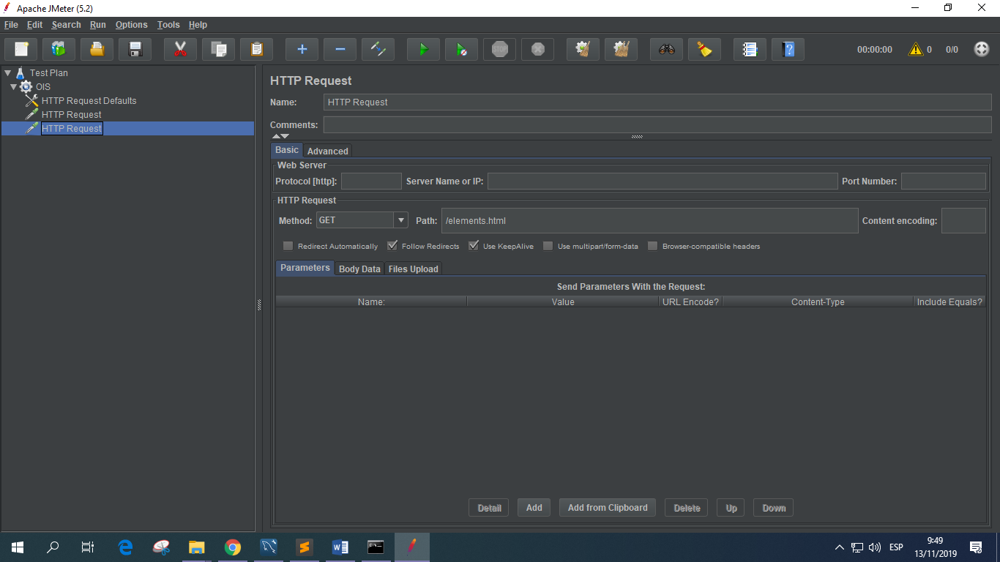 Apache JMeter (5.2)
File Edit Search Run Options Tools Help
00:00:00 0 0/0
Test Plan
OIS
HTTP Request Defaults
HTTP Request
HTTP Request
HTTP Request
Name: HTTP Request
Comments:
Basic Advanced
Web Server
Protocol [http]: Server Name or IP: Port Number:
HTTP Request
Method: GET Path: /elements.html Content encoding:
Redirect Automatically Follow Redirects Use KeepAlive Use multipart/form-data Browser-compatible headers
Parameters Body Data Files Upload
Send Parameters With the Request:
Name: Value URL Encode? Content-Type Include Equals?
Detail Add Add from Clipboard Delete Up Down
ESP
9:49
13/11/2019